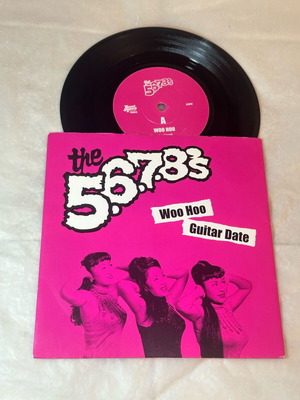 the
5.6.7.8's
A
WOO HOO
the
5.6.7.8's
Woo Hoo
Guitar Date